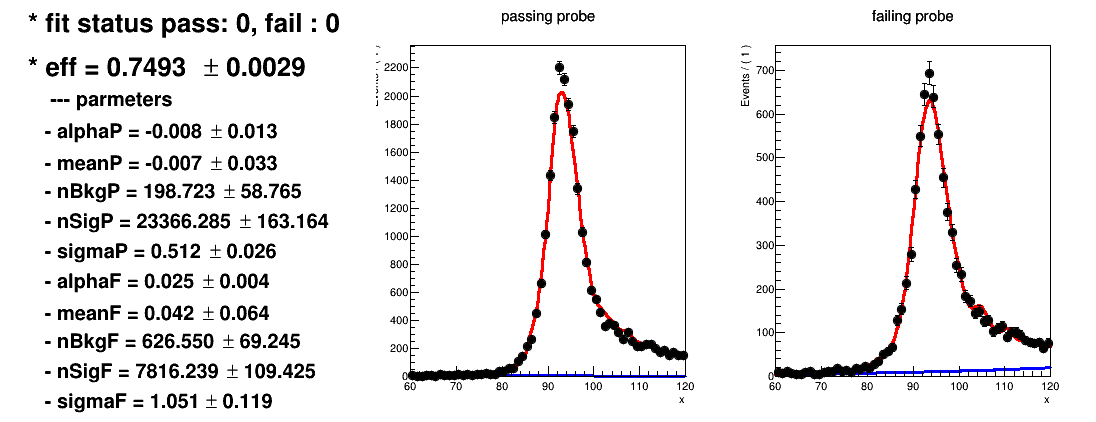 * fit status pass: 0, fail : 0
* eff = 0.7493 ± 0.0029
--- parmeters
- alphaP = -0.008 ± 0.013
- meanP = -0.007 ± 0.033
- nBkgP = 198.723 ± 58.765
- nSigP = 23366.285 ± 163.164
- sigmaP = 0.512 ± 0.026
- alphaF = 0.025 ± 0.004
- meanF = 0.042 ± 0.064
- nBkgF = 626.550 ± 69.245
- nSigF = 7816.239 ± 109.425
- sigmaF = 1.051 ± 0.119
passing probe
2200
2000
1800
1600
1400
1200
1000
800
600
400
200
0
60 70 80 90 100 110 120
x
failing probe
Events / ( 1 )
700
600
500
400
300
200
100
0
60 70 80 90 100 110 120
x